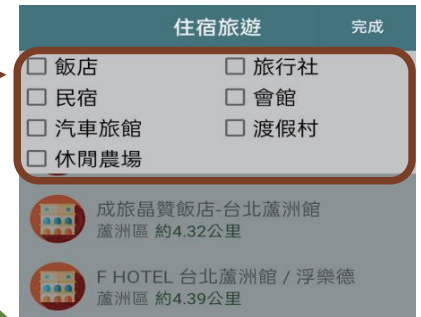 住宿旅遊 完成
飯店 旅行社
民宿 會館
汽車旅館 渡假村
休閒農場
成旅晶贊飯店-台北蘆洲館
蘆洲區 約4.32公里
F HOTEL 台北蘆洲館 / 浮樂德
蘆洲區 約4.39公里